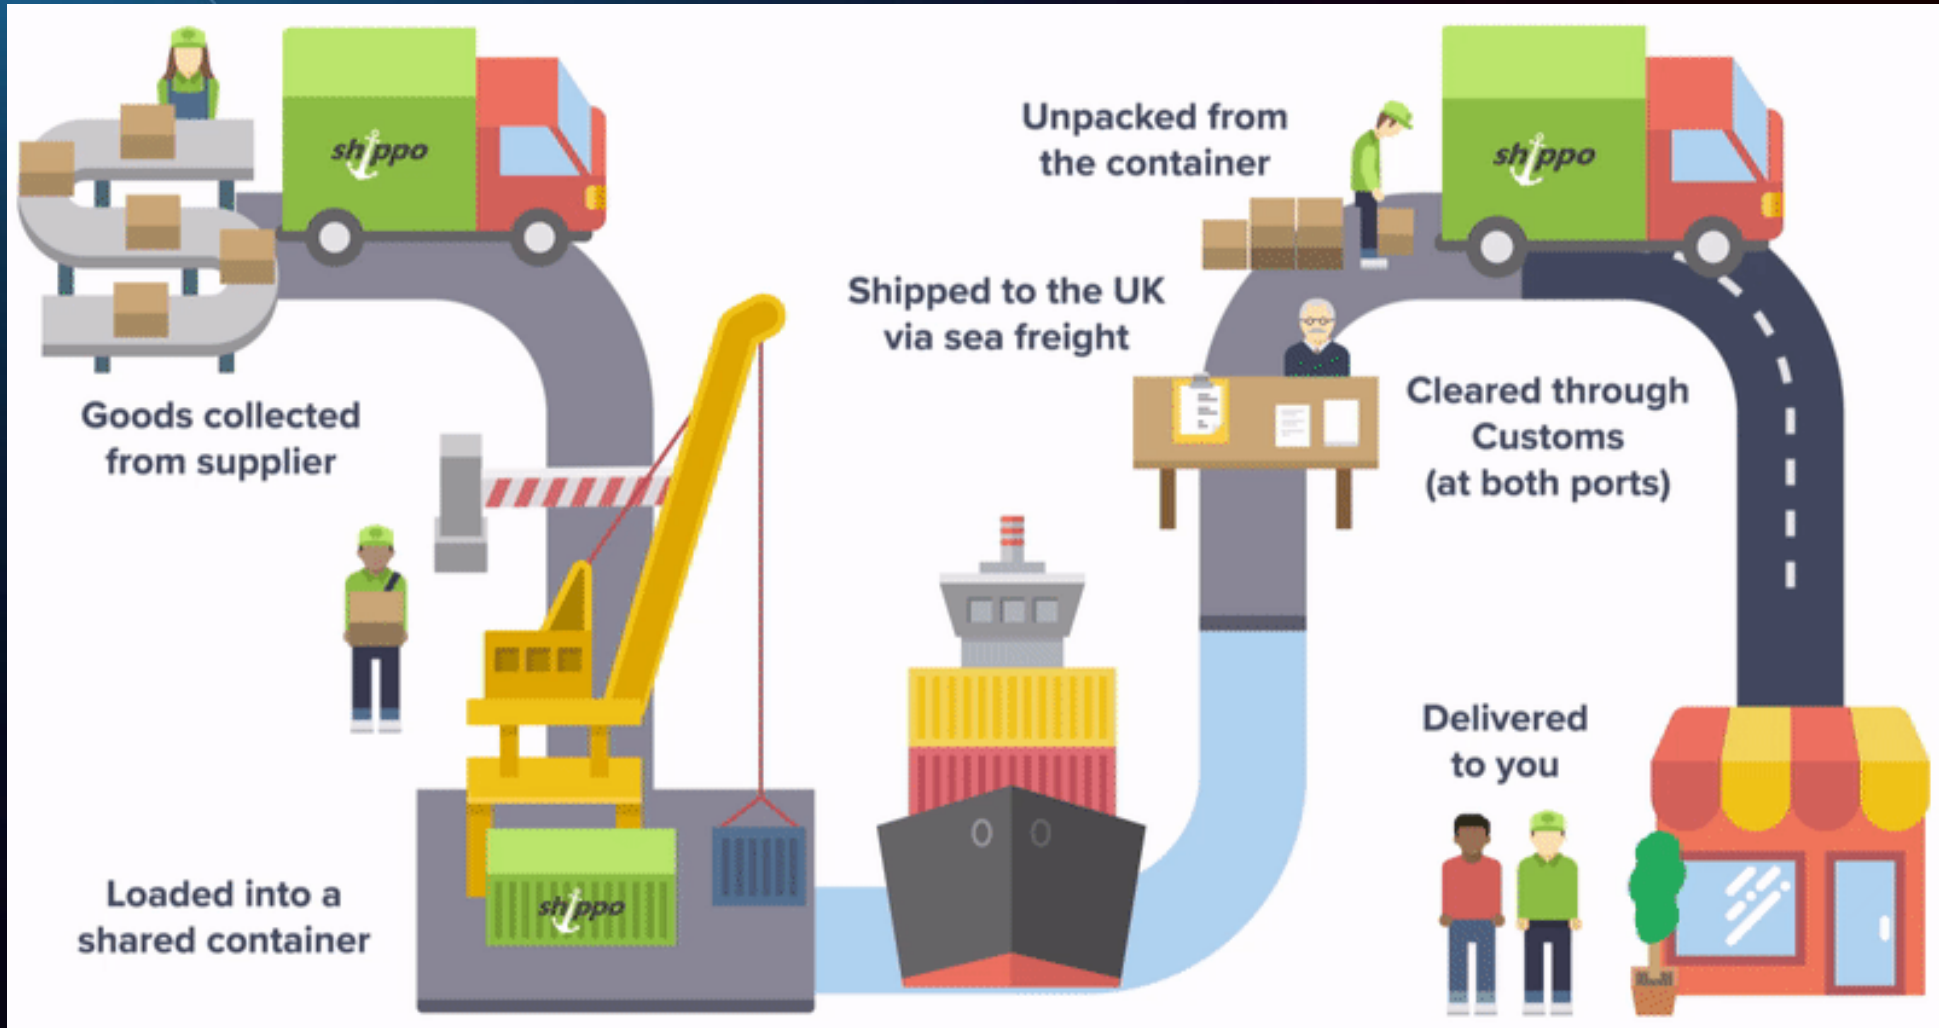 shippo
Goods collected
from supplier
Loaded into a
shared container
shippo
Shipped to the UK
via sea freight
Cleared through
Customs
(at both ports)
Unpacked from
the container
shippo
Delivered
to you